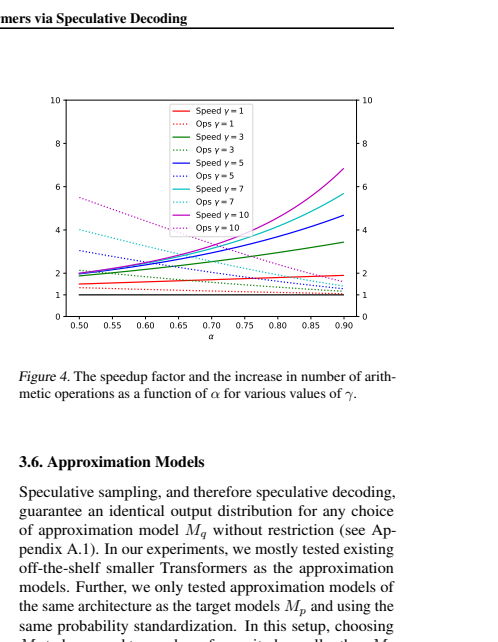 mers via Speculative Decoding
10
8
6
4
2
1
0
10
8
6
4
2
1
0
Speed γ = 1
Ops γ = 1
Speed γ = 3
Ops γ = 3
Speed γ = 5
Ops γ = 5
Speed γ = 7
Ops γ = 7
Speed γ = 10
Ops γ = 10
0.50 0.55 0.60 0.65 0.70 0.75 0.80 0.85 0.90
α
Figure 4. The speedup factor and the increase in number of arith-
metic operations as a function of α for various values of γ.
3.6. Approximation Models
Speculative sampling, and therefore speculative decoding,
guarantee an identical output distribution for any choice
of approximation model Mq without restriction (see Ap-
pendix A.1). In our experiments, we mostly tested existing
off-the-shelf smaller Transformers as the approximation
models. Further, we only tested approximation models of
the same architecture as the target models Mp and using the
same probability standardization. In this setup, choosing